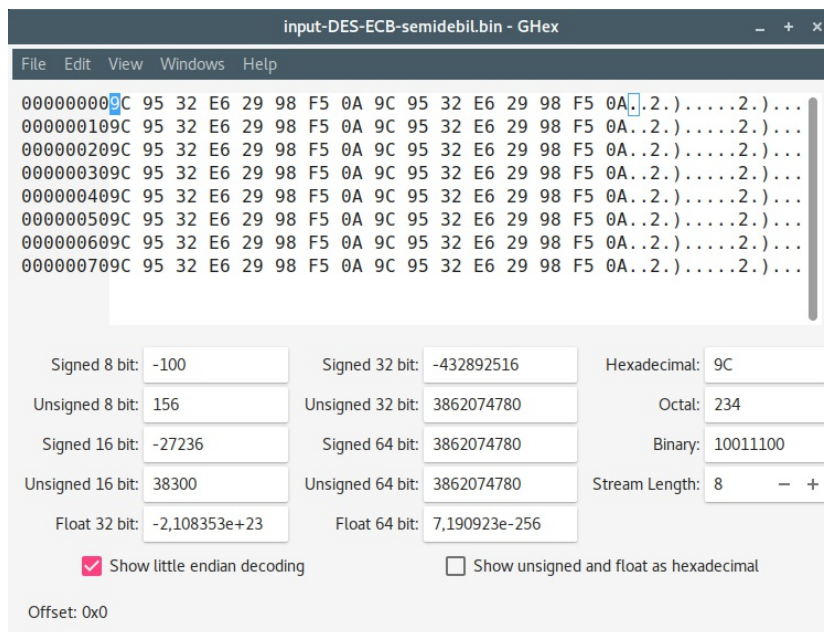 input-DES-ECB-semidebil.bin - GHex
File Edit View Windows Help
000000009C 95 32 E6 29 98 F5 0A 9C 95 32 E6 29 98 F5 0A..2.).....2.)...
000000109C 95 32 E6 29 98 F5 0A 9C 95 32 E6 29 98 F5 0A..2.).....2.)...
000000209C 95 32 E6 29 98 F5 0A 9C 95 32 E6 29 98 F5 0A..2.).....2.)...
000000309C 95 32 E6 29 98 F5 0A 9C 95 32 E6 29 98 F5 0A..2.).....2.)...
000000409C 95 32 E6 29 98 F5 0A 9C 95 32 E6 29 98 F5 0A..2.).....2.)...
000000509C 95 32 E6 29 98 F5 0A 9C 95 32 E6 29 98 F5 0A..2.).....2.)...
000000609C 95 32 E6 29 98 F5 0A 9C 95 32 E6 29 98 F5 0A..2.).....2.)...
000000709C 95 32 E6 29 98 F5 0A 9C 95 32 E6 29 98 F5 0A..2.).....2.)...
Signed 8 bit: -100 Signed 32 bit: -432892516 Hexadecimal: 9C
Unsigned 8 bit: 156 Unsigned 32 bit: 3862074780 Octal: 234
Signed 16 bit: -27236 Signed 64 bit: 3862074780 Binary: 10011100
Unsigned 16 bit: 38300 Unsigned 64 bit: 3862074780 Stream Length: 8 − +
Float 32 bit: -2,108353e+23 Float 64 bit: 7,190923e-256
Show little endian decoding Show unsigned and float as hexadecimal
Offset: 0x0